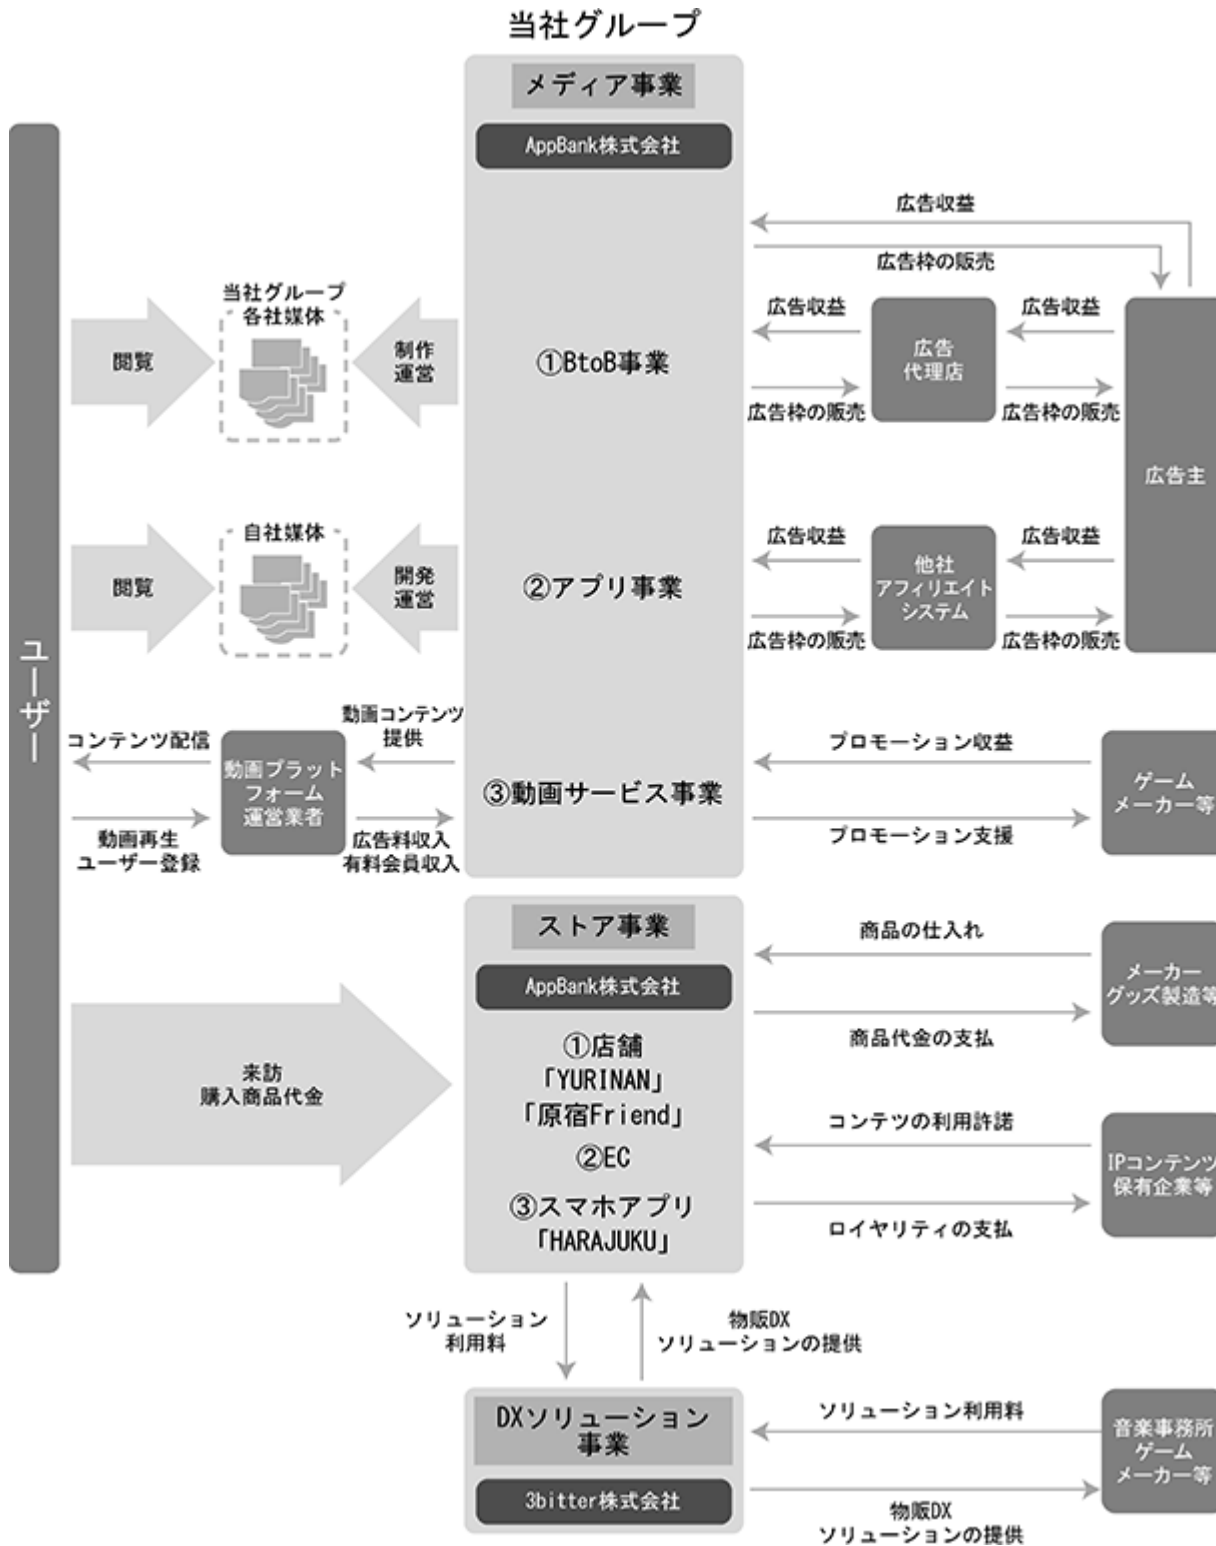 当社グループ
メディア事業
AppBank株式会社
広告収益
広告枠の販売
当社グループ
各社媒体
閲覧
制作
運営
①BtoB事業
広告収益
広告枠の販売
広告
代理店
広告収益
広告枠の販売
広告主
自社媒体
閲覧
開発
運営
②アプリ事業
広告収益
広告枠の販売
他社
アフィリエイト
システム
広告収益
広告枠の販売
ユーザー
コンテンツ配信
動画再生
ユーザー登録
動画プラット
フォーム
運営業者
動画コンテンツ
提供
広告料収入
有料会員収入
③動画サービス事業
プロモーション収益
プロモーション支援
ゲーム
メーカー等
ストア事業
AppBank株式会社
①店舗
「YURINAN」
「原宿Friend」
②EC
③スマホアプリ
「HARAJUKU」
来訪
購入商品代金
商品の仕入れ
商品代金の支払
メーカー
グッズ製造等
コンテツの利用許諾
ロイヤリティの支払
IPコンテンツ
保有企業等
ソリューション
利用料
物販DX
ソリューションの提供
DXソリューション
事業
3bitter株式会社
ソリューション利用料
物販DX
ソリューションの提供
音楽事務所
ゲーム
メーカー等